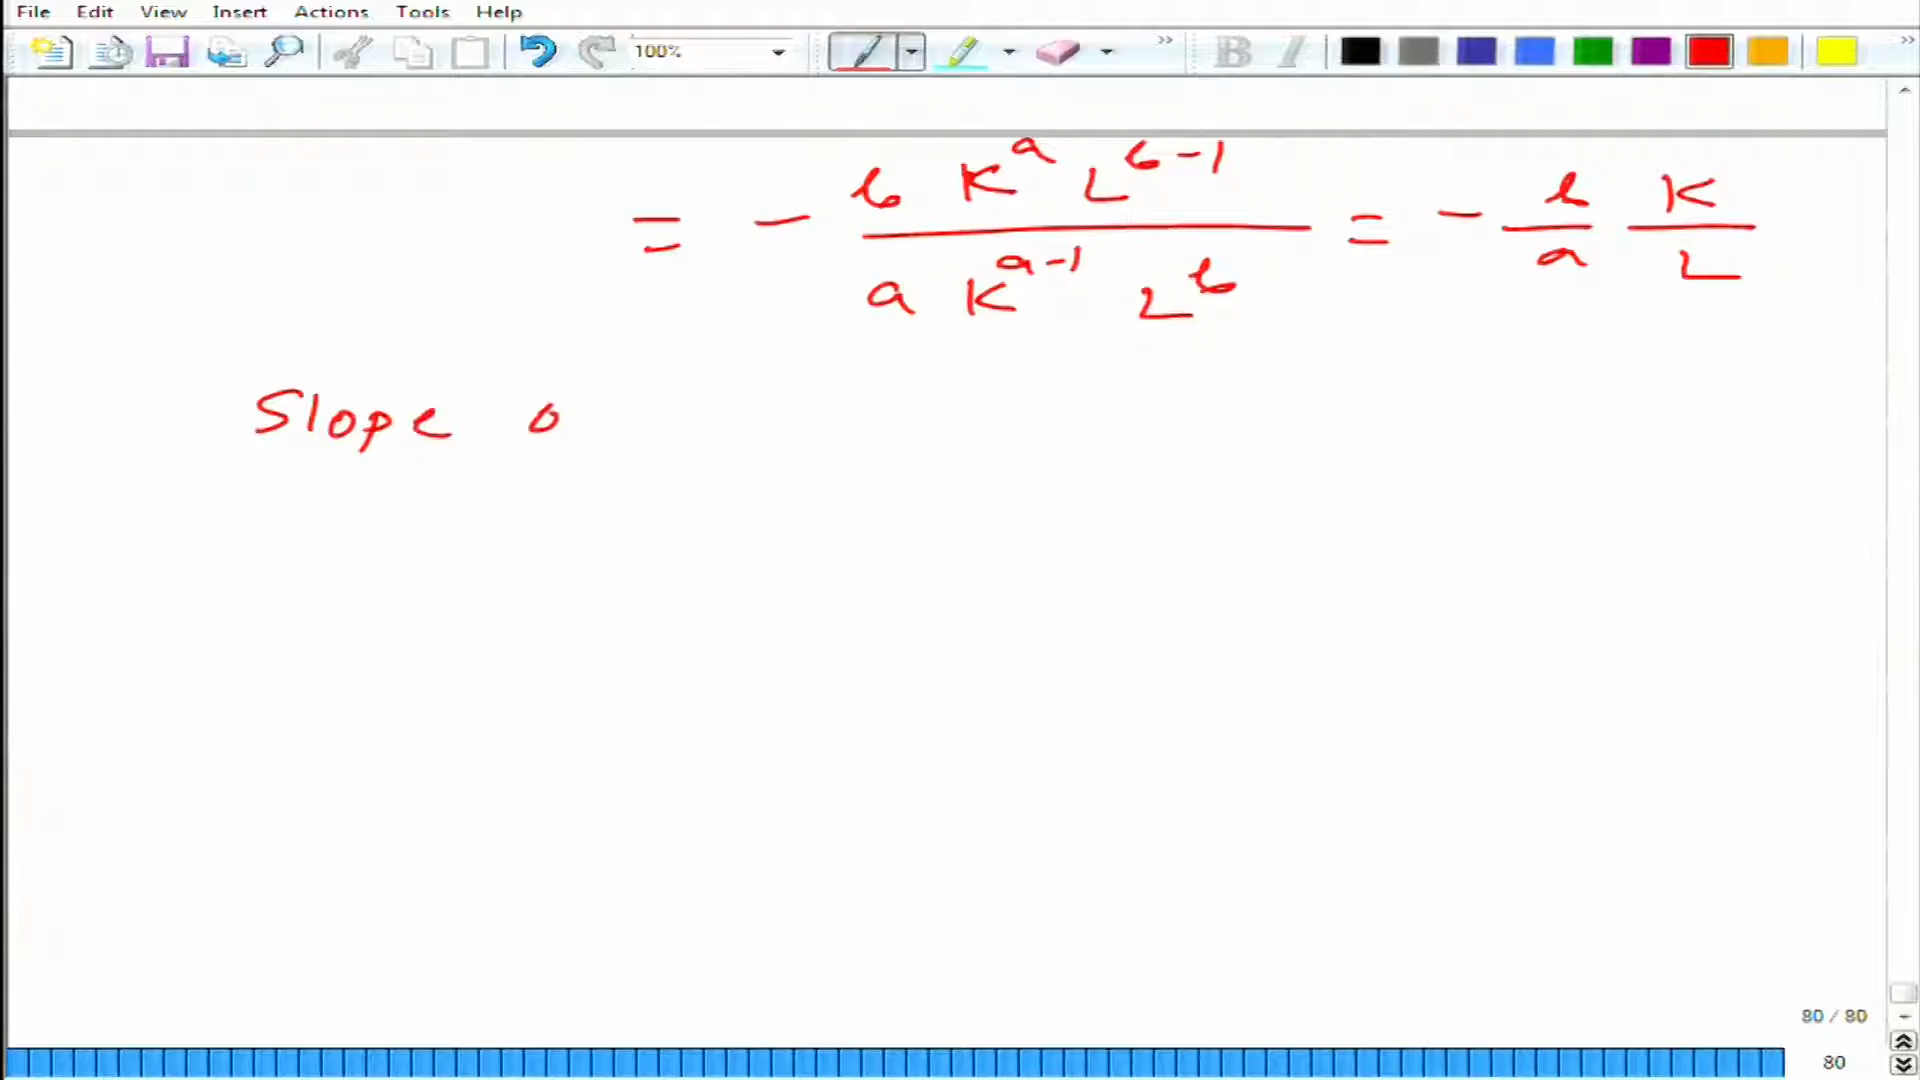 File Edit View Insert Actions Tools Help
100%
= - b K^a L^{b-1} / a K^{a-1} L^b = - b/a K/L
Slope o
80 / 80
80